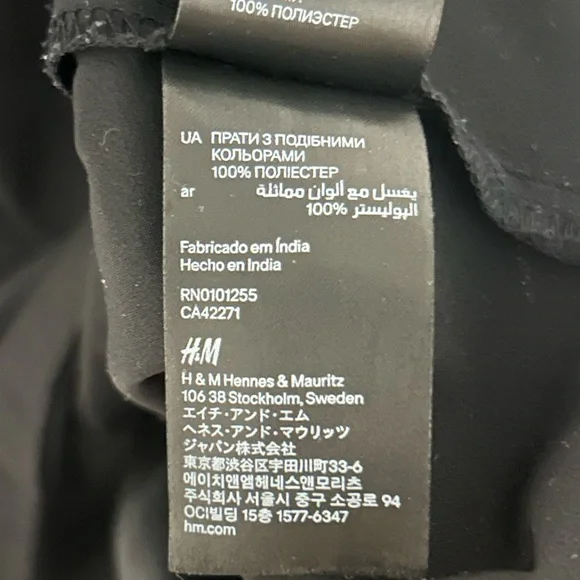 100% ПОЛИЭСТЕР
UA ПРАТИ З ПОДІБНИМИ
КОЛЬОРАМИ
100% ПОЛІЕСТЕР
ar يغسل مع ألوان مماثلة
100% البوليستر
Fabricado em Índia
Hecho en India
RN0101255
CA42271
H&M
H & M Hennes & Mauritz
106 38 Stockholm, Sweden
エイチ・アンド・エム
ヘネス・アンド・マウリッツ
ジャパン株式会社
東京都渋谷区宇田川町33-6
에이치앤엠헤네스앤모리츠
주식회사 서울시 중구 소공로 94
OCI빌딩 15층 1577-6347
hm.com